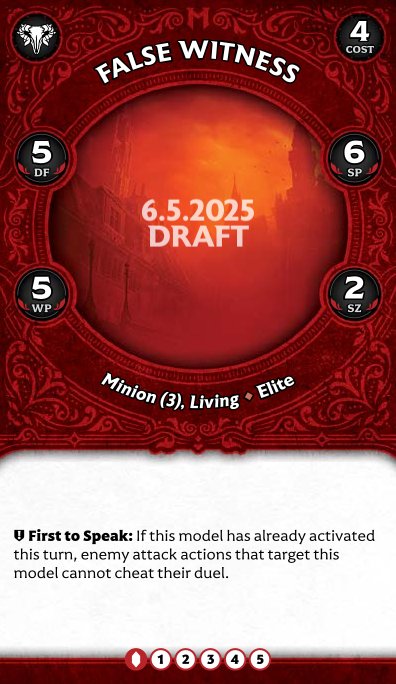 4
COST
FALSE WITNESS
5
DF
6
SP
6.5.2025
DRAFT
5
WP
2
SZ
Minion (3), Living ♦ Elite
First to Speak: If this model has already activated
this turn, enemy attack actions that target this
model cannot cheat their duel.
1 2 3 4 5